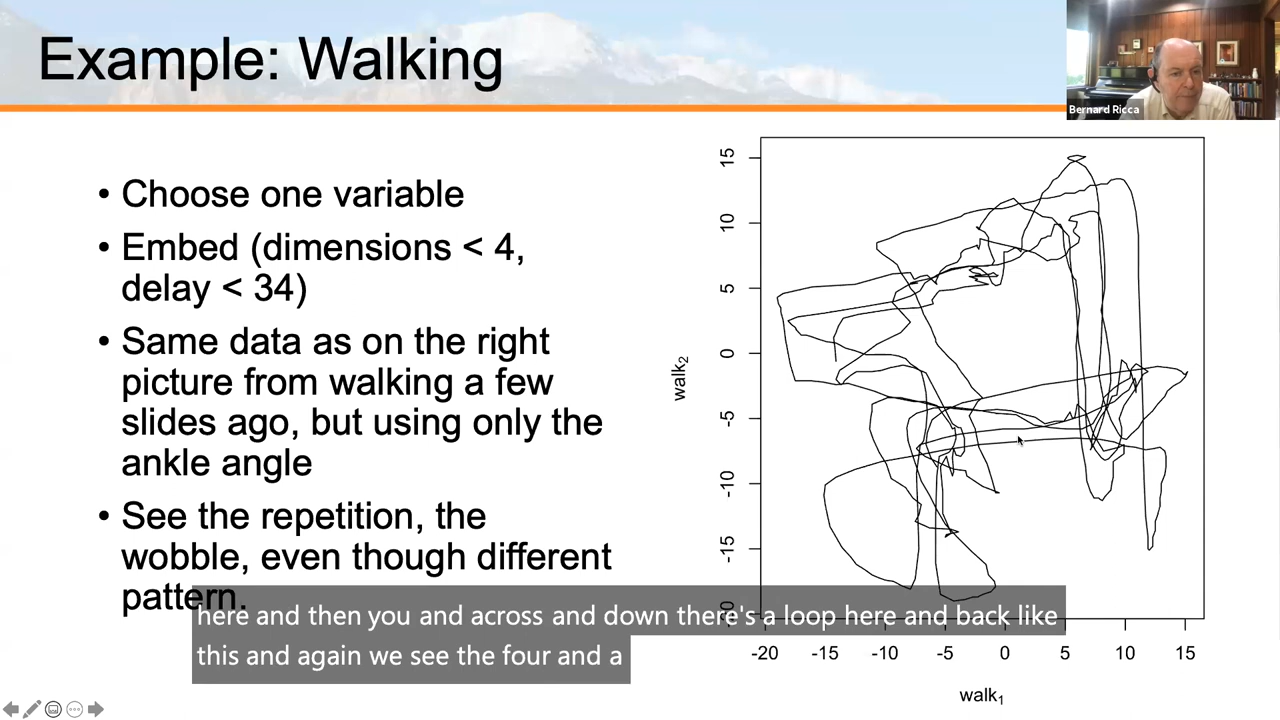 Example: Walking
Bernard Ricca
• Choose one variable
• Embed (dimensions < 4,
delay < 34)
• Same data as on the right
picture from walking a few
slides ago, but using only the
ankle angle
• See the repetition, the
wobble, even though different
pattern.
15
10
5
0
-5
-10
-15
walk₂
-20
-15
-10
-5
0
5
10
15
walk₁
here and then you and across and down there's a loop here and back like
this and again we see the four and a